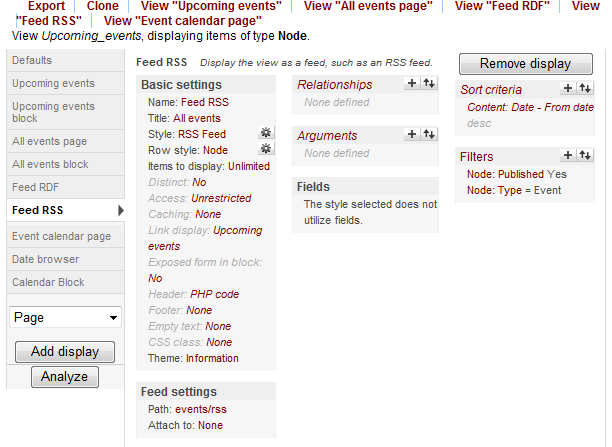 Export Clone View "Upcoming events" View "All events page" View "Feed RDF" View
"Feed RSS" View "Event calendar page"
View Upcoming_events, displaying items of type Node.
Defaults
Upcoming events
Upcoming events
block
All events page
All events block
Feed RDF
Feed RSS
Event calendar page
Date browser
Calendar Block
Page
Add display
Analyze
Feed RSS Display the view as a feed, such as an RSS feed.
Remove display
Basic settings
Name: Feed RSS
Title: All events
Style: RSS Feed
Row style: Node
Items to display: Unlimited
Distinct: No
Access: Unrestricted
Caching: None
Link display: Upcoming
events
Exposed form in block:
No
Header: PHP code
Footer: None
Empty text: None
CSS class: None
Theme: Information
Feed settings
Path: events/rss
Attach to: None
Relationships
None defined
Arguments
None defined
Fields
The style selected does not
utilize fields.
Sort criteria
Content: Date - From date
desc
Filters
Node: Published Yes
Node: Type = Event